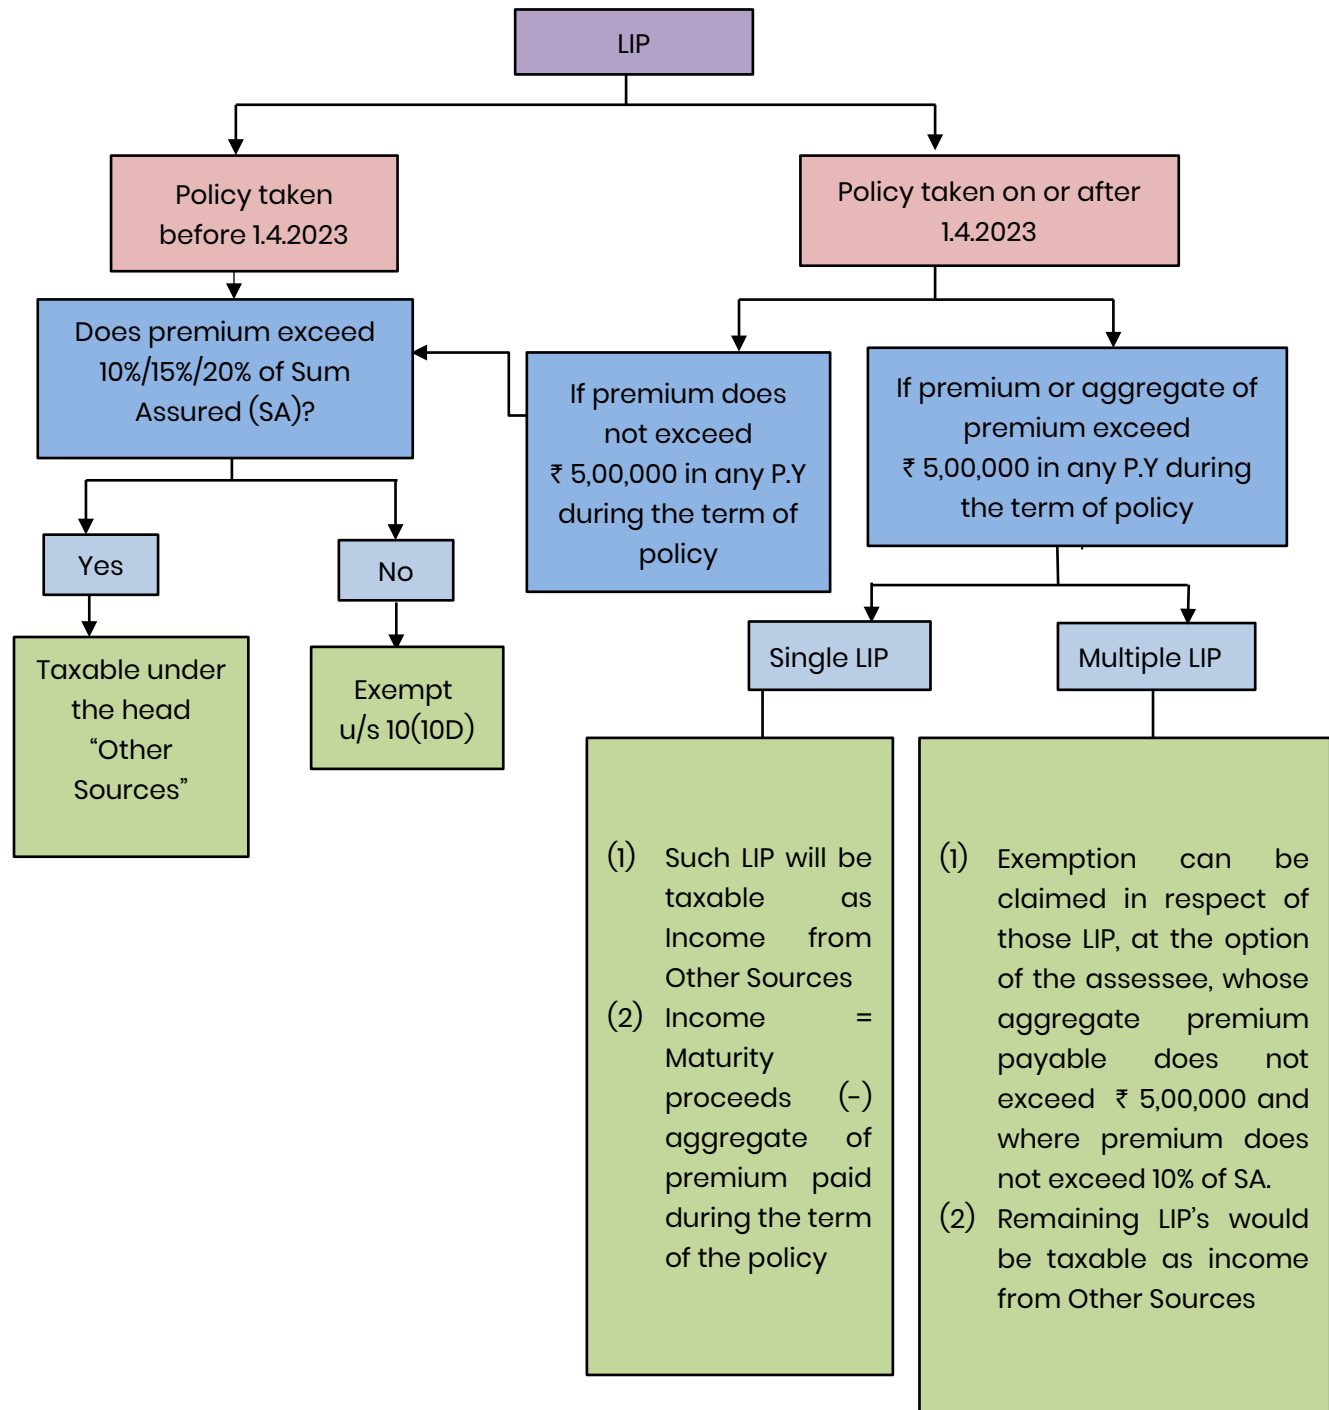 LIP
Policy taken
before 1.4.2023
Policy taken on or after
1.4.2023
Does premium exceed
10%/15%/20% of Sum
Assured (SA)?
If premium does
not exceed
₹ 5,00,000 in any P.Y
during the term of
policy
If premium or aggregate of
premium exceed
₹ 5,00,000 in any P.Y during
the term of policy
Yes
No
Single LIP
Multiple LIP
Taxable under
the head
“Other
Sources”
Exempt
u/s 10(10D)
(1) Such LIP will be
taxable as
Income from
Other Sources
(2) Income =
Maturity
proceeds (-)
aggregate of
premium paid
during the term
of the policy
(1) Exemption can be
claimed in respect of
those LIP, at the option
of the assessee, whose
aggregate premium
payable does not
exceed ₹ 5,00,000 and
where premium does
not exceed 10% of SA.
(2) Remaining LIP’s would
be taxable as income
from Other Sources